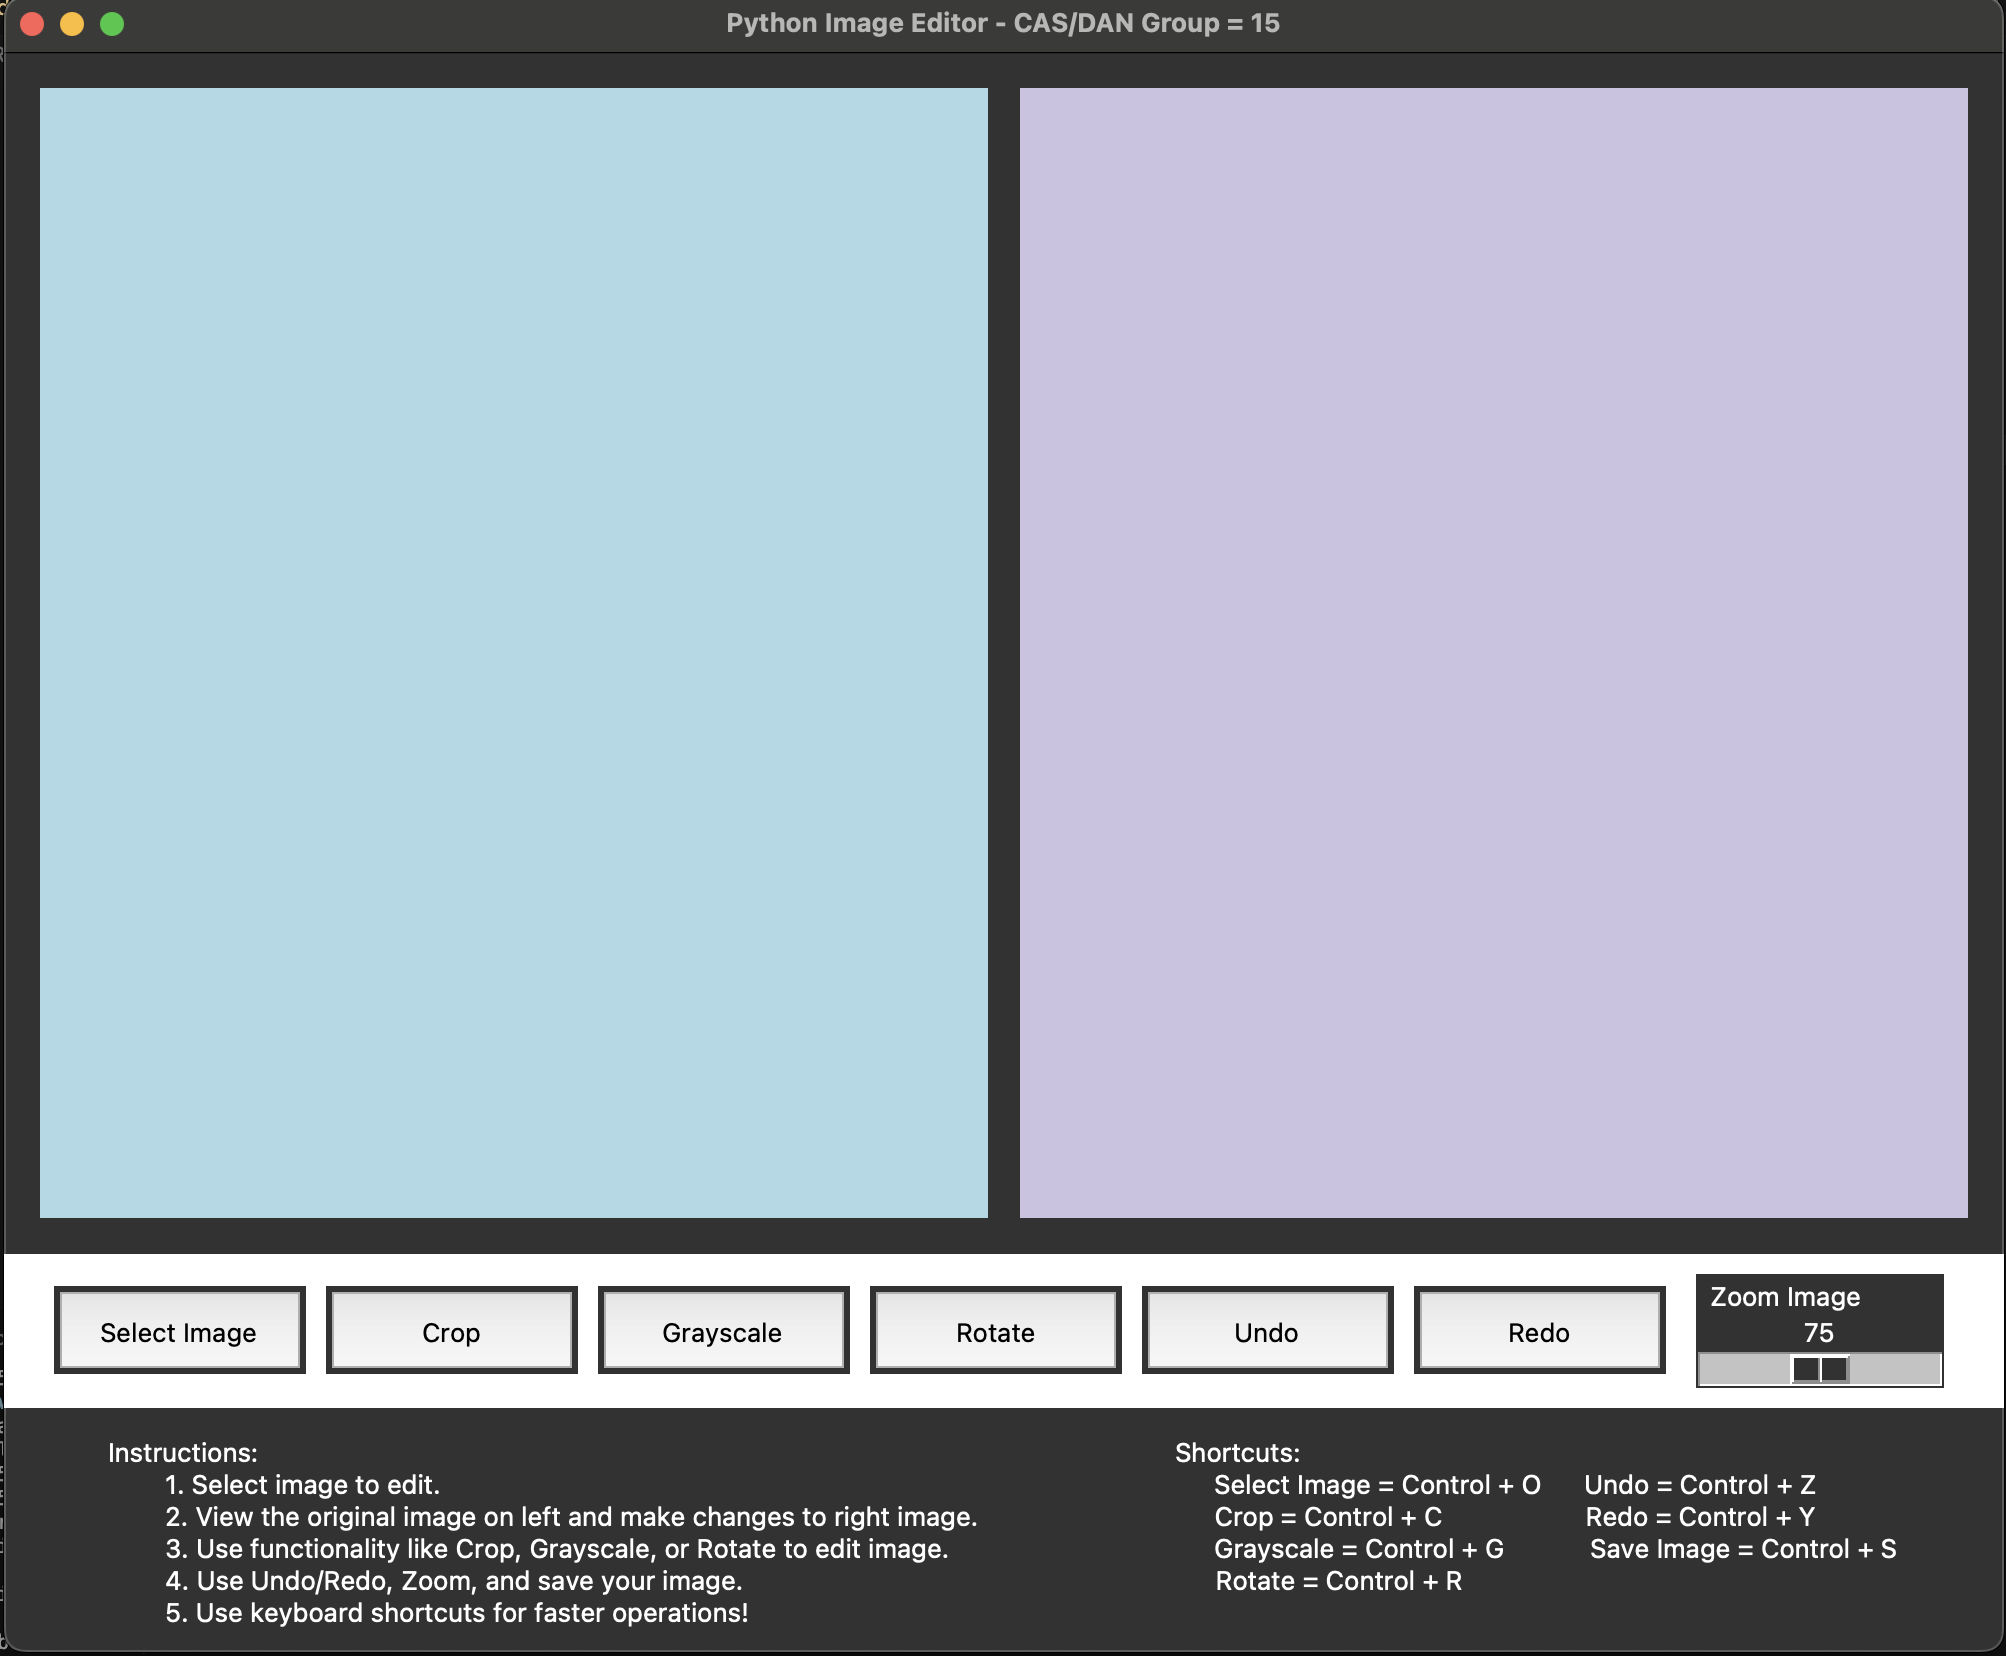 Python Image Editor - CAS/DAN Group = 15
Select Image
Crop
Grayscale
Rotate
Undo
Redo
Zoom Image
75
Instructions:
1. Select image to edit.
2. View the original image on left and make changes to right image.
3. Use functionality like Crop, Grayscale, or Rotate to edit image.
4. Use Undo/Redo, Zoom, and save your image.
5. Use keyboard shortcuts for faster operations!
Shortcuts:
Select Image = Control + O Undo = Control + Z
Crop = Control + C Redo = Control + Y
Grayscale = Control + G Save Image = Control + S
Rotate = Control + R